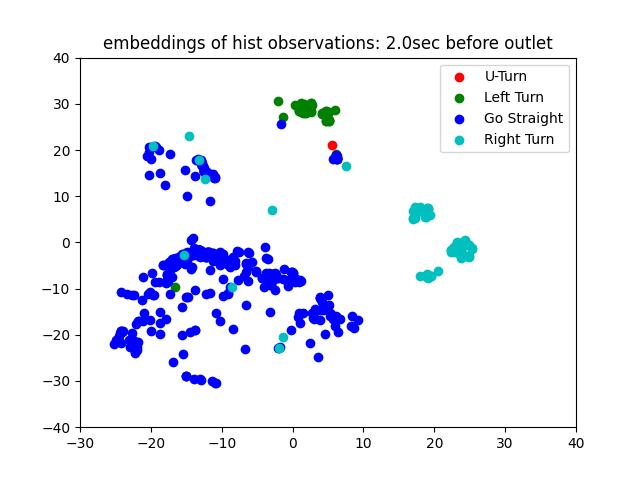 embeddings of hist observations: 2.0sec before outlet
U-Turn
Left Turn
Go Straight
Right Turn
40
30
20
10
0
−10
−20
−30
−40
−30 −20 −10 0 10 20 30 40